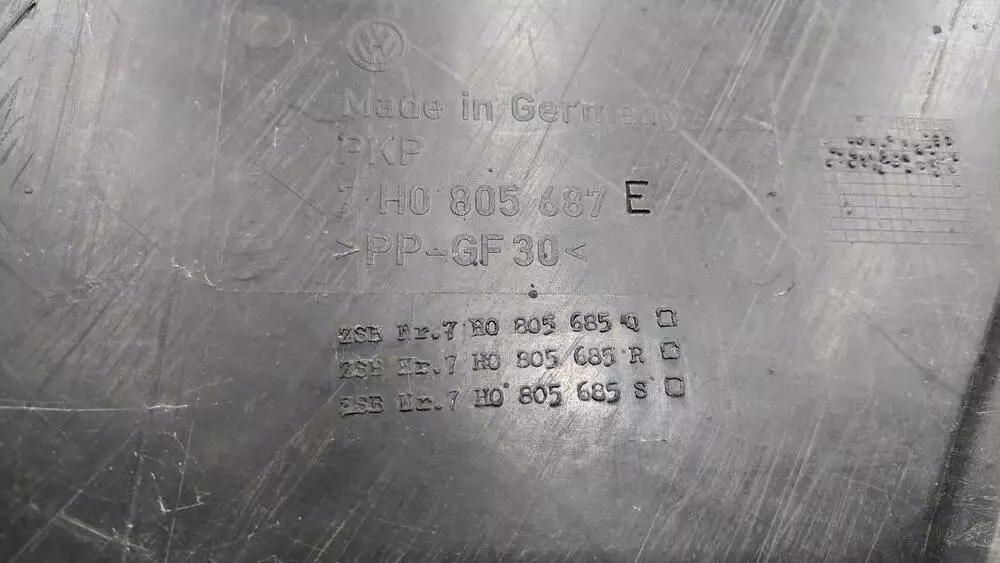 Made in Germany
PKP
7 H0 805 687 E
>PP-GF30<
ZSB Nr.7 H0 805 685 Q
ZSB Nr.7 H0 805 685 R
ZSB Nr.7 H0 805 685 S